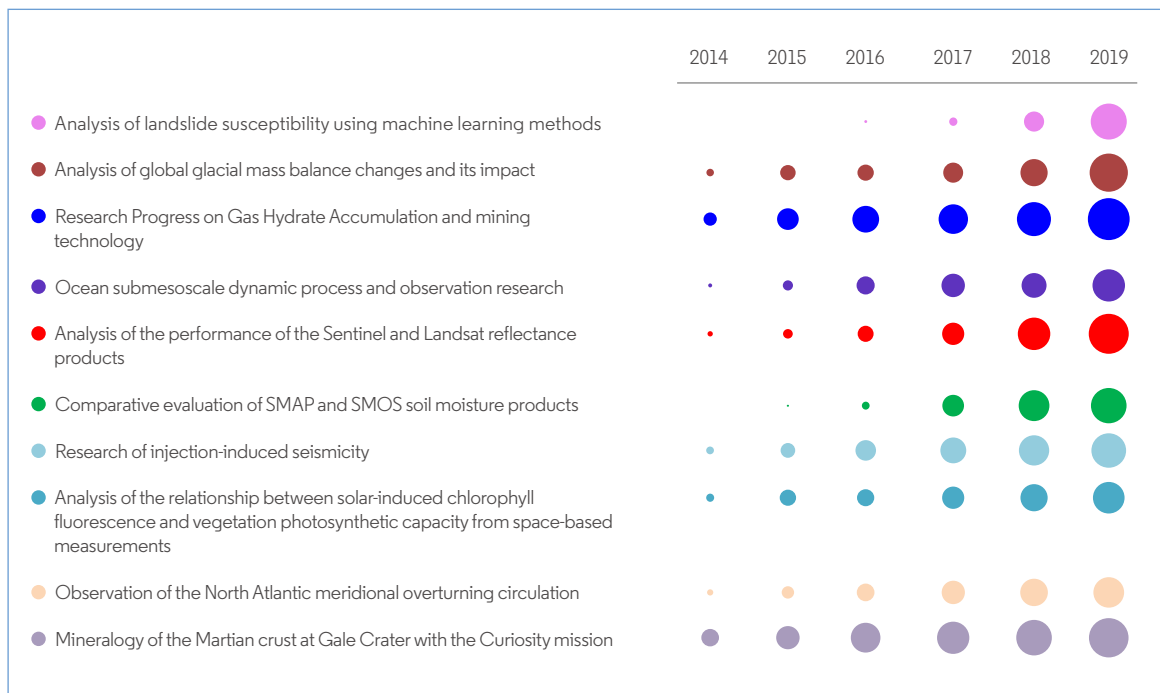 2014 2015 2016 2017 2018 2019
Analysis of landslide susceptibility using machine learning methods
Analysis of global glacial mass balance changes and its impact
Research Progress on Gas Hydrate Accumulation and mining
technology
Ocean submesoscale dynamic process and observation research
Analysis of the performance of the Sentinel and Landsat reflectance
products
Comparative evaluation of SMAP and SMOS soil moisture products
Research of injection-induced seismicity
Analysis of the relationship between solar-induced chlorophyll
fluorescence and vegetation photosynthetic capacity from space-based
measurements
Observation of the North Atlantic meridional overturning circulation
Mineralogy of the Martian crust at Gale Crater with the Curiosity mission